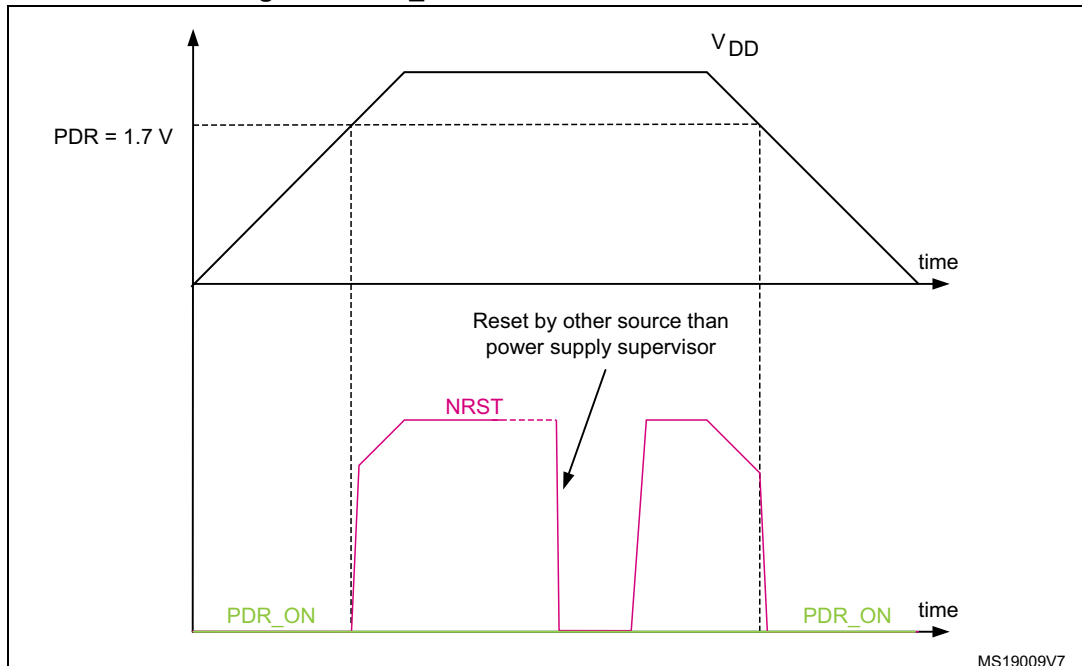 V DD
PDR = 1.7 V
time
Reset by other source than
power supply supervisor
NRST
PDR_ON
PDR_ON
time
MS19009V7